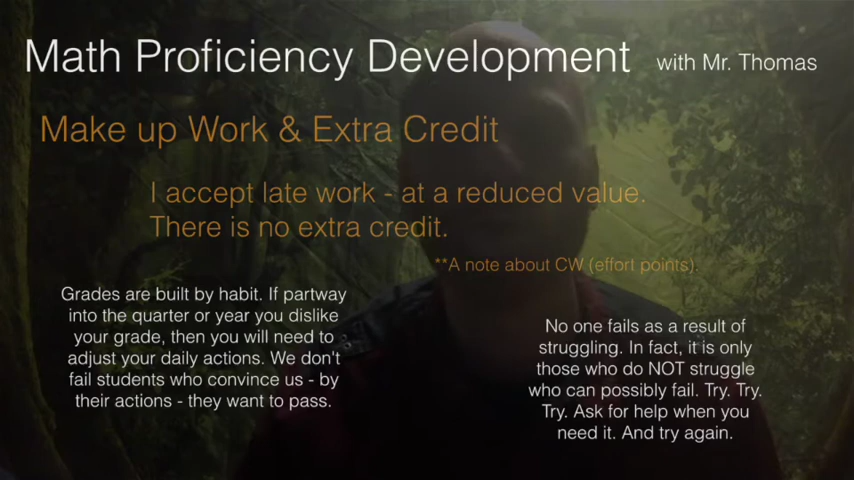 Math Proficiency Development with Mr. Thomas
Make up Work & Extra Credit
I accept late work - at a reduced value.
There is no extra credit.
**A note about CW (effort points).
Grades are built by habit. If partway
into the quarter or year you dislike
your grade, then you will need to
adjust your daily actions. We don't
fail students who convince us - by
their actions - they want to pass.
No one fails as a result of
struggling. In fact, it is only
those who do NOT struggle
who can possibly fail. Try. Try.
Try. Ask for help when you
need it. And try again.